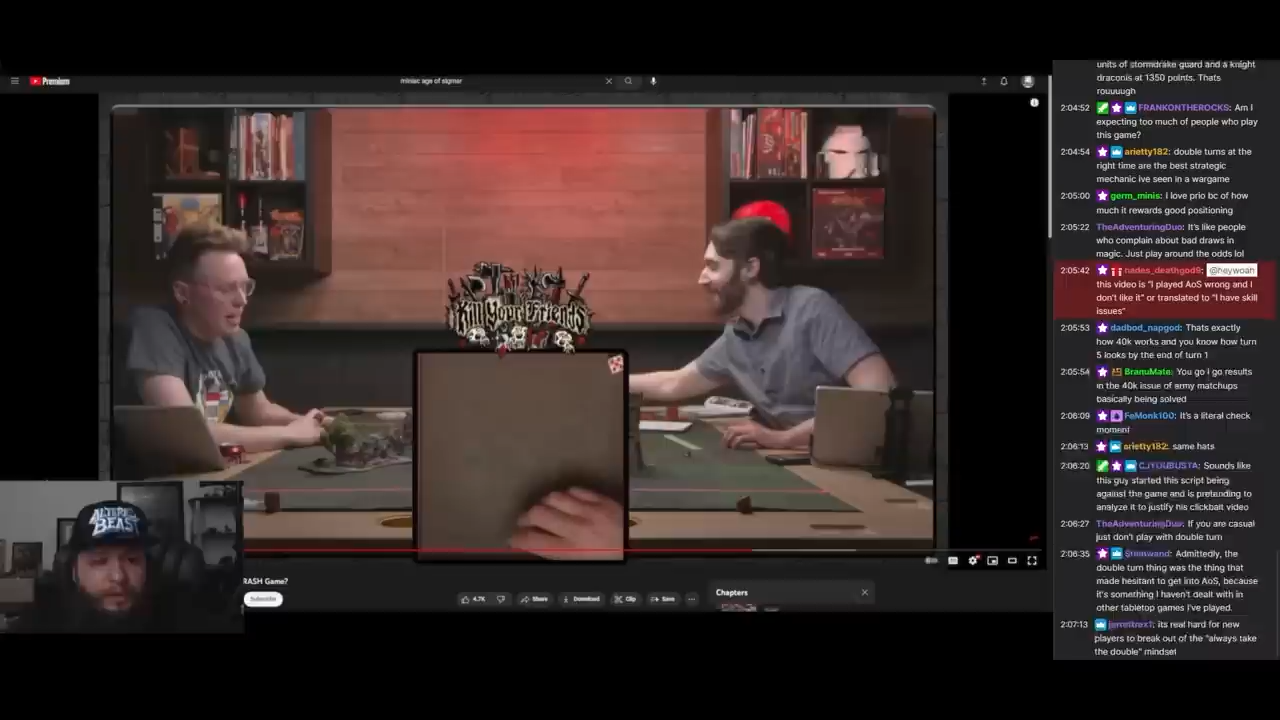 Premium
miniac age of sigmar
Kill Your Friends
ALTERED
BEAST
RASH Game?
Subscribe
4.7K
Share
Download
Clip
Save
Chapters
units of stormdrake guard and a knight
draconis at 1350 points. Thats
rouuuugh
2:04:52 FRANKONTHEROCKS: Am I
expecting too much of people who play
this game?
2:04:54 arietty182: double turns at the
right time are the best strategic
mechanic ive seen in a wargame
2:05:00 germ_minis: I love prio bc of how
much it rewards good positioning
2:05:22 TheAdventuringDuo: It's like people
who complain about bad draws in
magic. Just play around the odds lol
2:05:42 nades_deathgod9: @heywoah
this video is "I played AoS wrong and I
don't like it" or translated to "I have skill
issues"
2:05:53 dadbod_napgod: Thats exactly
how 40k works and you know how turn
5 looks by the end of turn 1
2:05:54 BranuMate: You go I go results
in the 40k issue of army matchups
basically being solved
2:06:09 FeMonk100: It's a literal check
moment
2:06:13 arietty182: same hats
2:06:20 CJYOUBUSTA: Sounds like
this guy started this script being
against the game and is pretending to
analyze it to justify his clickbait video
2:06:27 TheAdventuringDuo: If you are casual
just don't play with double turn
2:06:35 Admittedly, the
double turn thing was the thing that
made hesitant to get into AoS, because
it's something I haven't dealt with in
other tabletop games I've played.
2:07:13 its real hard for new
players to break out of the "always take
the double" mindset